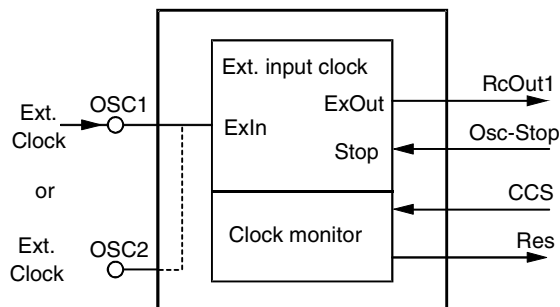 Ext. input clock
OSC1
RcOut1
ExOut
Ext.
Clock
ExIn
Osc-Stop
Stop
or
CCS
Clock monitor
Res
Ext.
Clock
OSC2